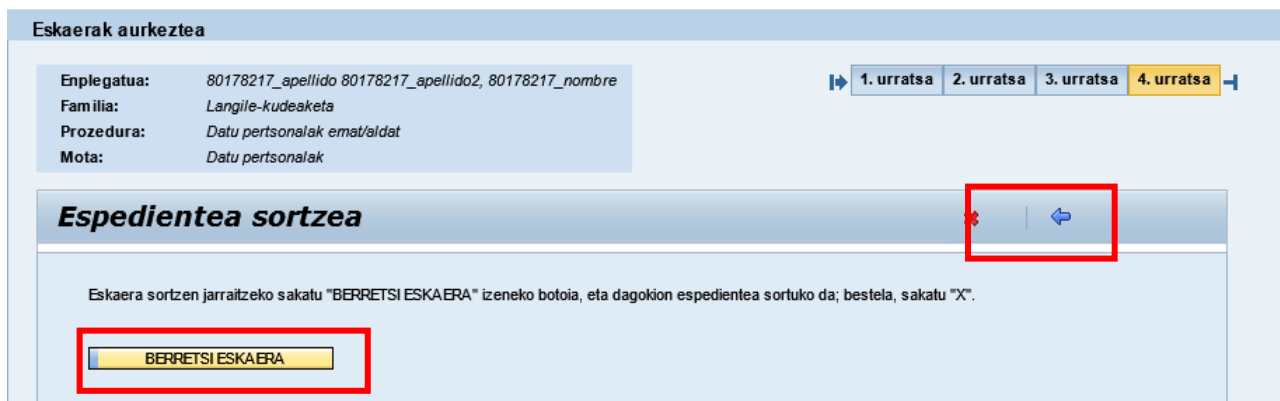 Eskaerak aurkeztea
Enplegatua: 80178217_apellido 80178217_apellido2, 80178217_nombre
Familia: Langile-kudeaketa
Prozedura: Datu pertsonalak emat/aldat
Mota: Datu pertsonalak
1. urratsa 2. urratsa 3. urratsa 4. urratsa
Espedientea sortzea
Eskaera sortzen jarraitzeko sakatu "BERRETSI ESKAERA" izeneko botoia, eta dagokion espedientea sortuko da; bestela, sakatu "X".
BERRETSI ESKAERA